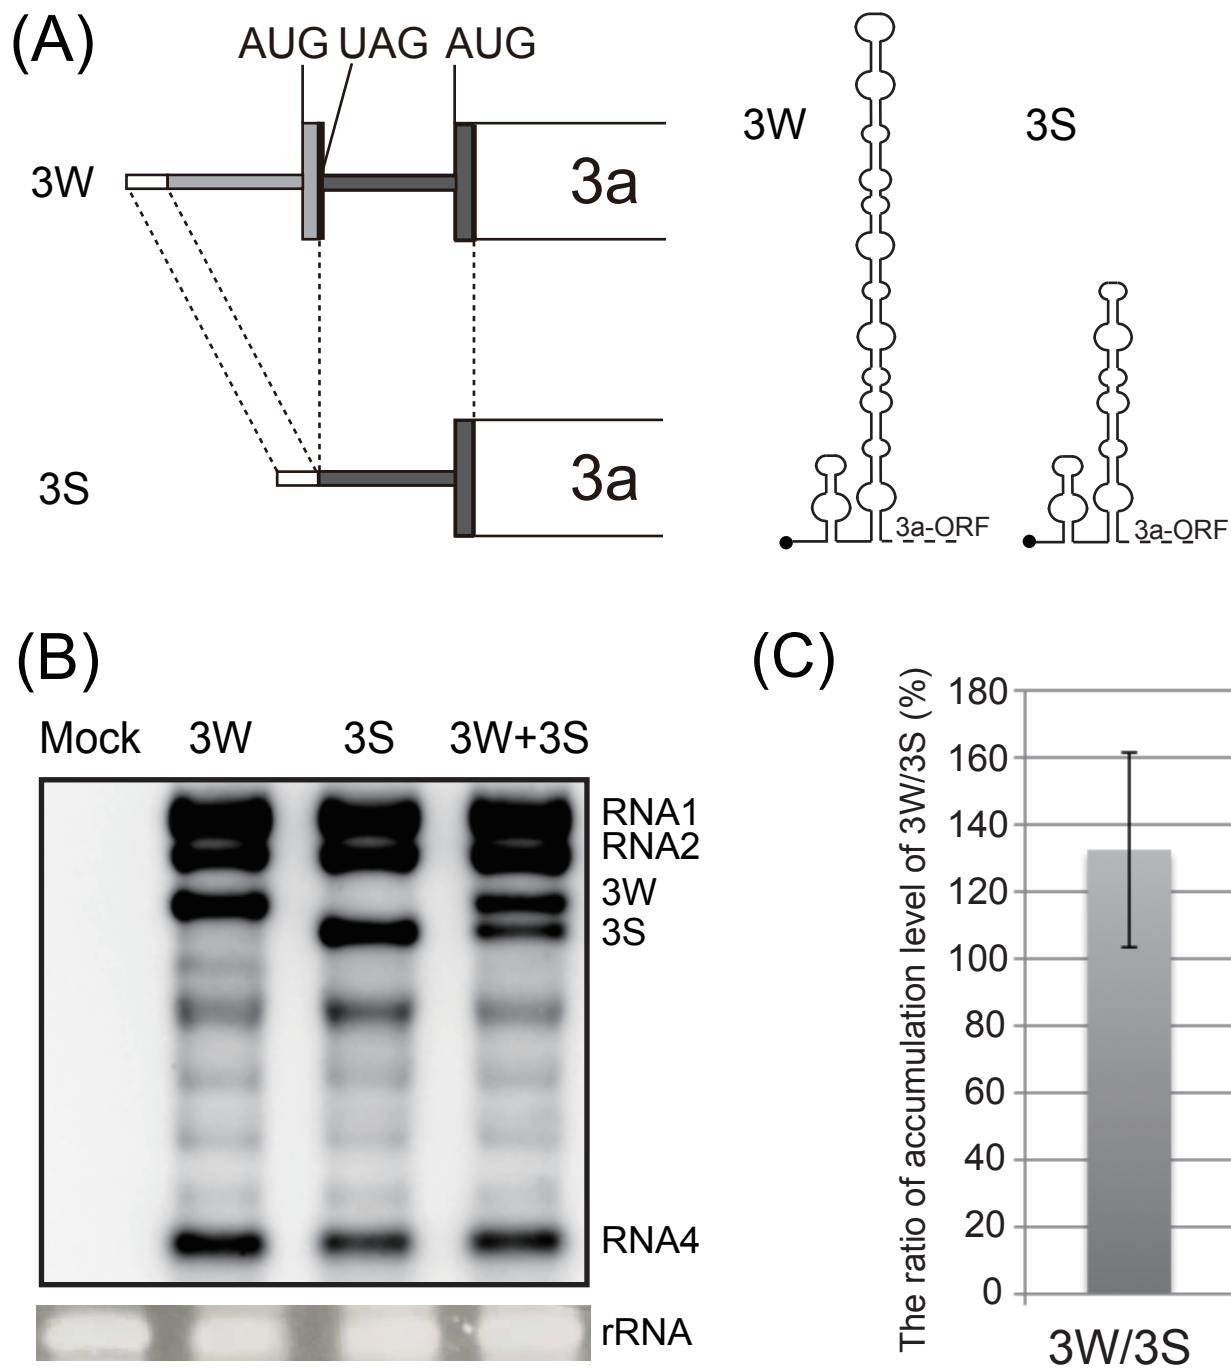 (A)
AUG UAG AUG
3W
3a
3S
3a
3W
3S
3a-ORF
3a-ORF
(B)
Mock 3W 3S 3W+3S
RNA1
RNA2
3W
3S
RNA4
rRNA
(C)
The ratio of accumulation level of 3W/3S (%)
180
160
140
120
100
80
60
40
20
0
3W/3S